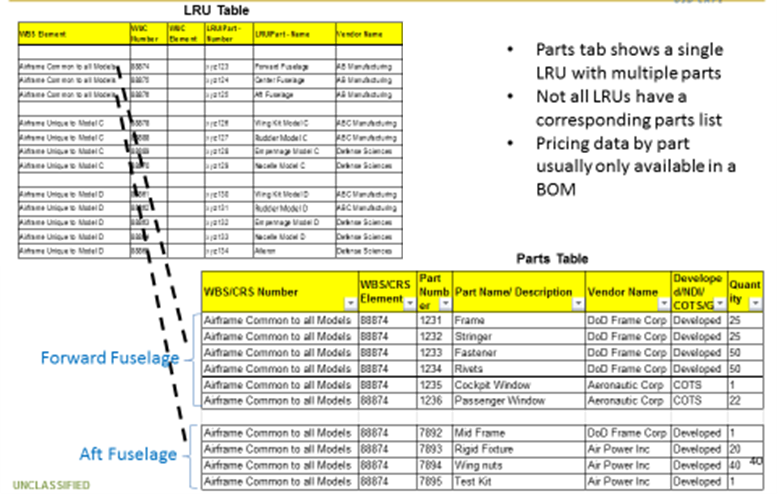 LRU Table
WBS Element WUC Number WUC Element LRU/Part - Number LRU/Part - Name Vendor Name
Airframe Common to all Models 88874 xyz123 Forward Fuselage AB Manufacturing
Airframe Common to all Models 88875 xyz124 Center Fuselage AB Manufacturing
Airframe Common to all Models 88876 xyz125 Aft Fuselage AB Manufacturing
Airframe Unique to Model C xyz126 Wing Kit Model C ABC Manufacturing
Airframe Unique to Model C xyz127 Rudder Model C ABC Manufacturing
Airframe Unique to Model C xyz128 Empennage Model C Defense Sciences
Airframe Unique to Model C xyz129 Nacelle Model C Defense Sciences
Airframe Unique to Model D xyz130 Wing Kit Model D ABC Manufacturing
Airframe Unique to Model D xyz131 Rudder Model D ABC Manufacturing
Airframe Unique to Model D xyz132 Empennage Model D Defense Sciences
Airframe Unique to Model D xyz133 Nacelle Model D Defense Sciences
Airframe Unique to Model D xyz134 Aileron Defense Sciences
• Parts tab shows a single
LRU with multiple parts
• Not all LRUs have a
corresponding parts list
• Pricing data by part
usually only available in a
BOM
Parts Table
WBS/CRS Number WBS/CRS Element Part Number Part Name/ Description Vendor Name Developed/NDI/COTS/G Quantity
Forward Fuselage
Airframe Common to all Models 88874 1231 Frame DoD Frame Corp Developed 25
Airframe Common to all Models 88874 1232 Stringer DoD Frame Corp Developed 25
Airframe Common to all Models 88874 1233 Fastener DoD Frame Corp Developed 50
Airframe Common to all Models 88874 1234 Rivets DoD Frame Corp Developed 50
Airframe Common to all Models 88874 1235 Cockpit Window Aeronautic Corp COTS 1
Airframe Common to all Models 88874 1236 Passenger Window Aeronautic Corp COTS 22
Aft Fuselage
Airframe Common to all Models 88874 7892 Mid Frame DoD Frame Corp Developed 1
Airframe Common to all Models 88874 7893 Rigid Fixture Air Power Inc Developed 20
Airframe Common to all Models 88874 7894 Wing nuts Air Power Inc Developed 40
Airframe Common to all Models 88874 7895 Test Kit Air Power Inc Developed 1
40
UNCLASSIFIED